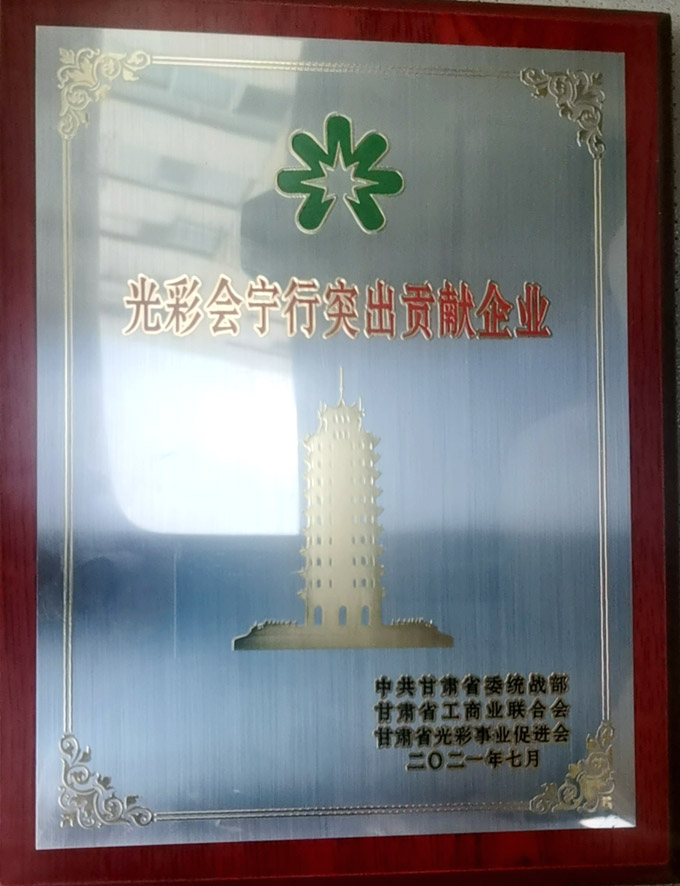 光彩会宁行突出贡献企业
中共甘肃省委统战部
甘肃省工商业联合会
甘肃省光彩事业促进会
二〇二一年七月